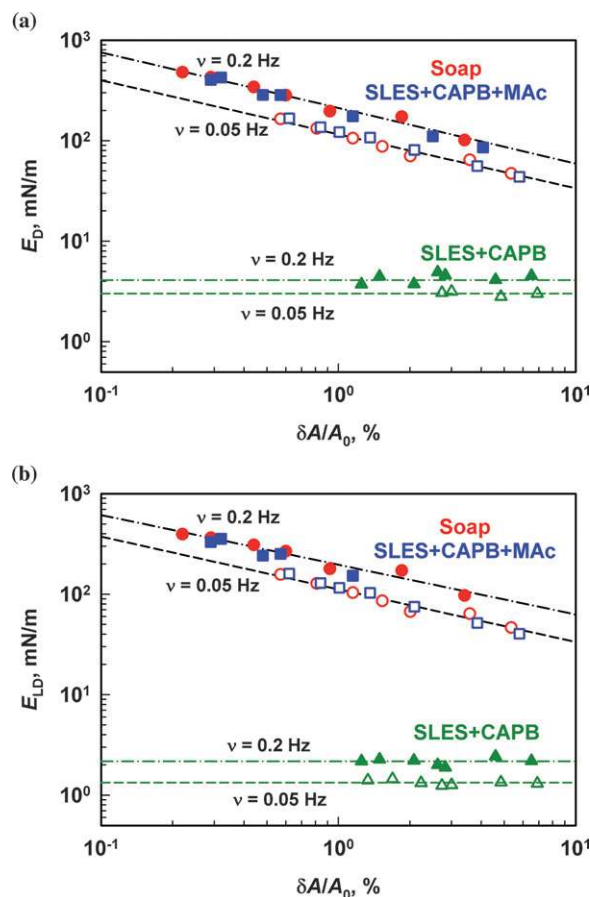 (a)
10³
ν = 0.2 Hz
Soap
SLES+CAPB+MAc
10²
ν = 0.05 Hz
E_D, mN/m
SLES+CAPB
10¹
ν = 0.2 Hz
ν = 0.05 Hz
10⁰
10⁻¹ 10⁰ 10¹
δA/A₀, %
(b)
10³
ν = 0.2 Hz
Soap
SLES+CAPB+MAc
10²
ν = 0.05 Hz
E_LD, mN/m
SLES+CAPB
10¹
ν = 0.2 Hz
10⁰
ν = 0.05 Hz
10⁻¹ 10⁰ 10¹
δA/A₀, %